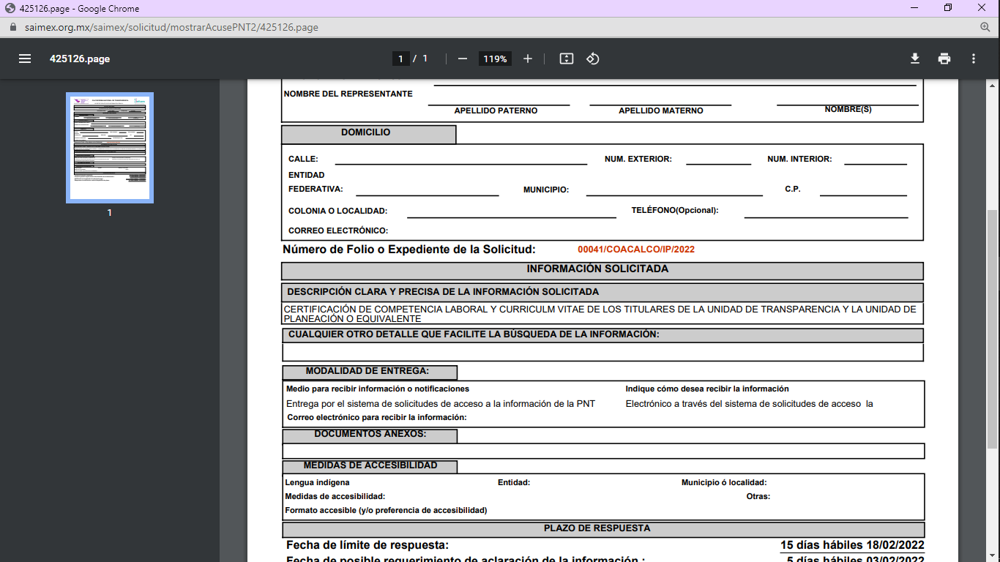 425126.page - Google Chrome
saimex.org.mx/saimex/solicitud/mostrarAcusePNT2/425126.page
425126.page
1 / 1
119%
1
NOMBRE DEL REPRESENTANTE
APELLIDO PATERNO APELLIDO MATERNO NOMBRE(S)
DOMICILIO
CALLE: NUM. EXTERIOR: NUM. INTERIOR:
ENTIDAD
FEDERATIVA: MUNICIPIO: C.P.
COLONIA O LOCALIDAD: TELÉFONO(Opcional):
CORREO ELECTRÓNICO:
Número de Folio o Expediente de la Solicitud: 00041/COACALCO/IP/2022
INFORMACIÓN SOLICITADA
DESCRIPCIÓN CLARA Y PRECISA DE LA INFORMACIÓN SOLICITADA
CERTIFICACIÓN DE COMPETENCIA LABORAL Y CURRICULM VITAE DE LOS TITULARES DE LA UNIDAD DE TRANSPARENCIA Y LA UNIDAD DE
PLANEACIÓN O EQUIVALENTE
CUALQUIER OTRO DETALLE QUE FACILITE LA BÚSQUEDA DE LA INFORMACIÓN:
MODALIDAD DE ENTREGA:
Medio para recibir información o notificaciones Indique cómo desea recibir la información
Entrega por el sistema de solicitudes de acceso a la información de la PNT Electrónico a través del sistema de solicitudes de acceso la
Correo electrónico para recibir la información:
DOCUMENTOS ANEXOS:
MEDIDAS DE ACCESIBILIDAD
Lengua indígena Entidad: Municipio ó localidad:
Medidas de accesibilidad: Otras:
Formato accesible (y/o preferencia de accesibilidad)
PLAZO DE RESPUESTA
Fecha de límite de respuesta: 15 días hábiles 18/02/2022
Fecha de posible requerimiento de aclaración de la información : 5 días hábiles 03/02/2022